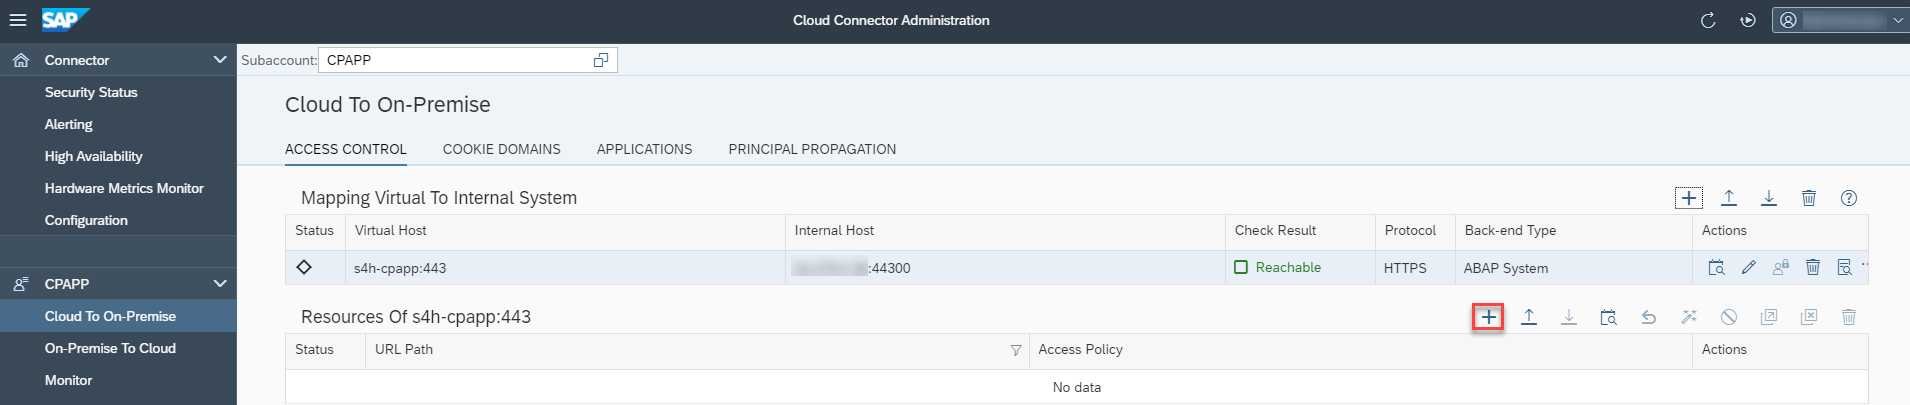 SAP
Cloud Connector Administration
Connector
Security Status
Alerting
High Availability
Hardware Metrics Monitor
Configuration
CPAPP
Cloud To On-Premise
On-Premise To Cloud
Monitor
Subaccount: CPAPP
Cloud To On-Premise
ACCESS CONTROL COOKIE DOMAINS APPLICATIONS PRINCIPAL PROPAGATION
Mapping Virtual To Internal System
Status Virtual Host Internal Host Check Result Protocol Back-end Type Actions
s4h-cpapp:443 :44300 Reachable HTTPS ABAP System
Resources Of s4h-cpapp:443
Status URL Path Access Policy Actions
No data